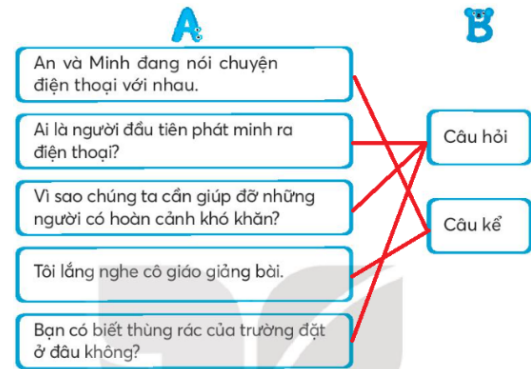 A
B
An và Minh đang nói chuyện
điện thoại với nhau.
Ai là người đầu tiên phát minh ra
điện thoại?
Vì sao chúng ta cần giúp đỡ những
người có hoàn cảnh khó khăn?
Tôi lắng nghe cô giáo giảng bài.
Bạn có biết thùng rác của trường đặt
ở đâu không?
Câu hỏi
Câu kể